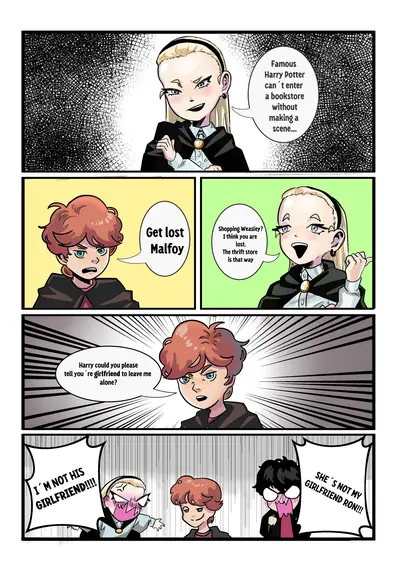 Famous
Harry Potter
can´t enter
a bookstore
without
making a
scene...
Get lost
Malfoy
Shopping Weasley?
I think you are
lost.
The thrift store
is that way
Harry could you please
tell you´re girlfriend to leave me
alone?
I´M NOT HIS
GIRLFRIEND!!!!
SHE´S NOT MY
GIRLFRIEND RON!!!